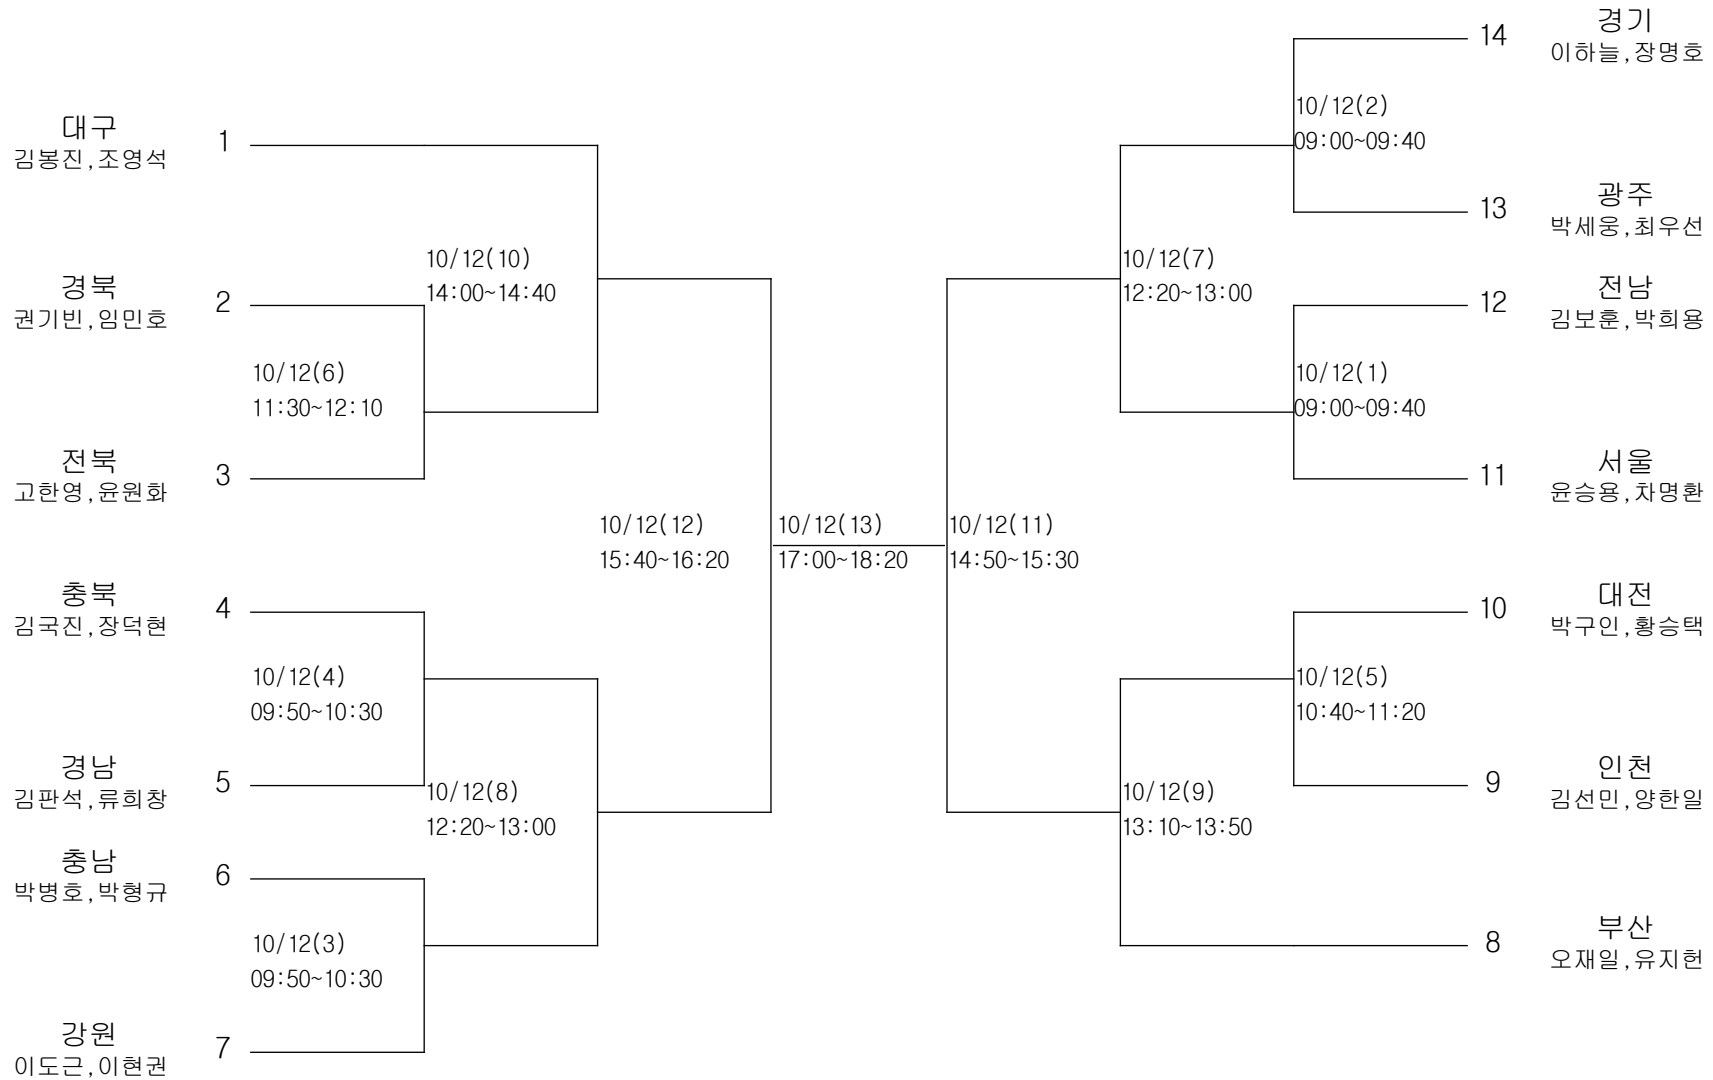 대구
김봉진,조영석
1
경북
권기빈,임민호
2
10/12(10)
14:00~14:40
10/12(6)
11:30~12:10
전북
고한영,윤원화
3
충북
김국진,장덕현
4
10/12(4)
09:50~10:30
경남
김판석,류희창
5
10/12(8)
12:20~13:00
충남
박병호,박형규
6
10/12(3)
09:50~10:30
강원
이도근,이현권
7
10/12(12)
15:40~16:20
10/12(13)
17:00~18:20
10/12(11)
14:50~15:30
14
경기
이하늘,장명호
10/12(2)
09:00~09:40
13
광주
박세웅,최우선
10/12(7)
12:20~13:00
12
전남
김보훈,박희용
10/12(1)
09:00~09:40
11
서울
윤승용,차명환
10
대전
박구인,황승택
10/12(5)
10:40~11:20
9
인천
김선민,양한일
10/12(9)
13:10~13:50
8
부산
오재일,유지헌